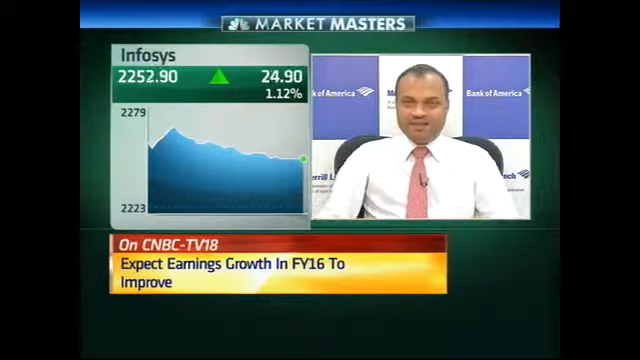 MARKET MASTERS
Infosys
2252.90 24.90
1.12%
2279
2223
Bank of America
Bank of America
On CNBC-TV18
Expect Earnings Growth In FY16 To
Improve